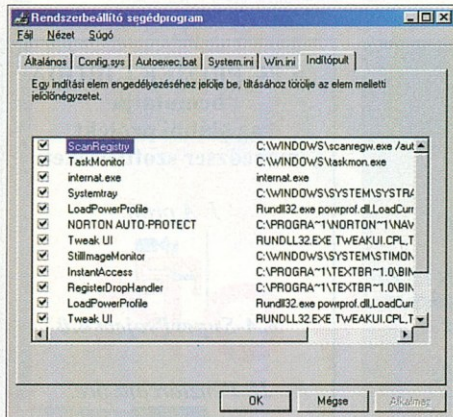 Rendszerbeállító segédprogram
Fájl Nézet Súgó
Általános Config.sys Autoexec.bat System.ini Win.ini Indítópult
Egy indítási elem engedélyezéséhez jelölje be, tiltásához törölje az elem melletti
jelölőnégyzetet.
ScanRegistry C:\WINDOWS\scanregw.exe /aut
TaskMonitor C:\WINDOWS\taskmon.exe
internat.exe internat.exe
Systemtray C:\WINDOWS\SYSTEM\SYSTRA
LoadPowerProfile Rundll32.exe powrprof.dll,LoadCurr
NORTON AUTO-PROTECT C:\PROGRA~1\NORTON~1\NAV
Tweak UI RUNDLL32.EXE TWEAKUI.CPL,T
StillImageMonitor C:\WINDOWS\SYSTEM\STIMON
InstantAccess C:\PROGRA~1\TEXTBR~1.0\BIN
RegisterDropHandler C:\PROGRA~1\TEXTBR~1.0\BIN
LoadPowerProfile Rundll32.exe powrprof.dll,LoadCurr
Tweak UI RUNDLL32.EXE TWEAKUI.CPL,T
OK Mégse Alkalmaz